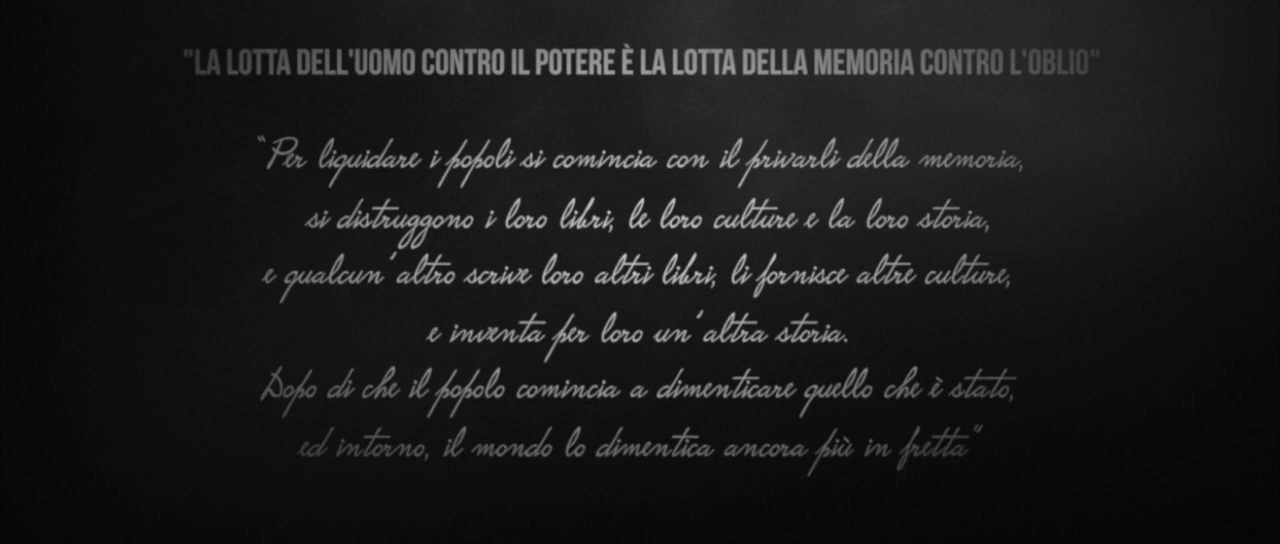 "LA LOTTA DELL'UOMO CONTRO IL POTERE È LA LOTTA DELLA MEMORIA CONTRO L'OBLIO"
“Per liquidare i popoli si comincia con il privarli della memoria,
si distruggono i loro libri, le loro culture e la loro storia,
e qualcun'altro scrive loro altri libri, li fornisce altre culture,
e inventa per loro un'altra storia.
Dopo di che il popolo comincia a dimenticare quello che è stato,
ed intorno, il mondo lo dimentica ancora più in fretta“